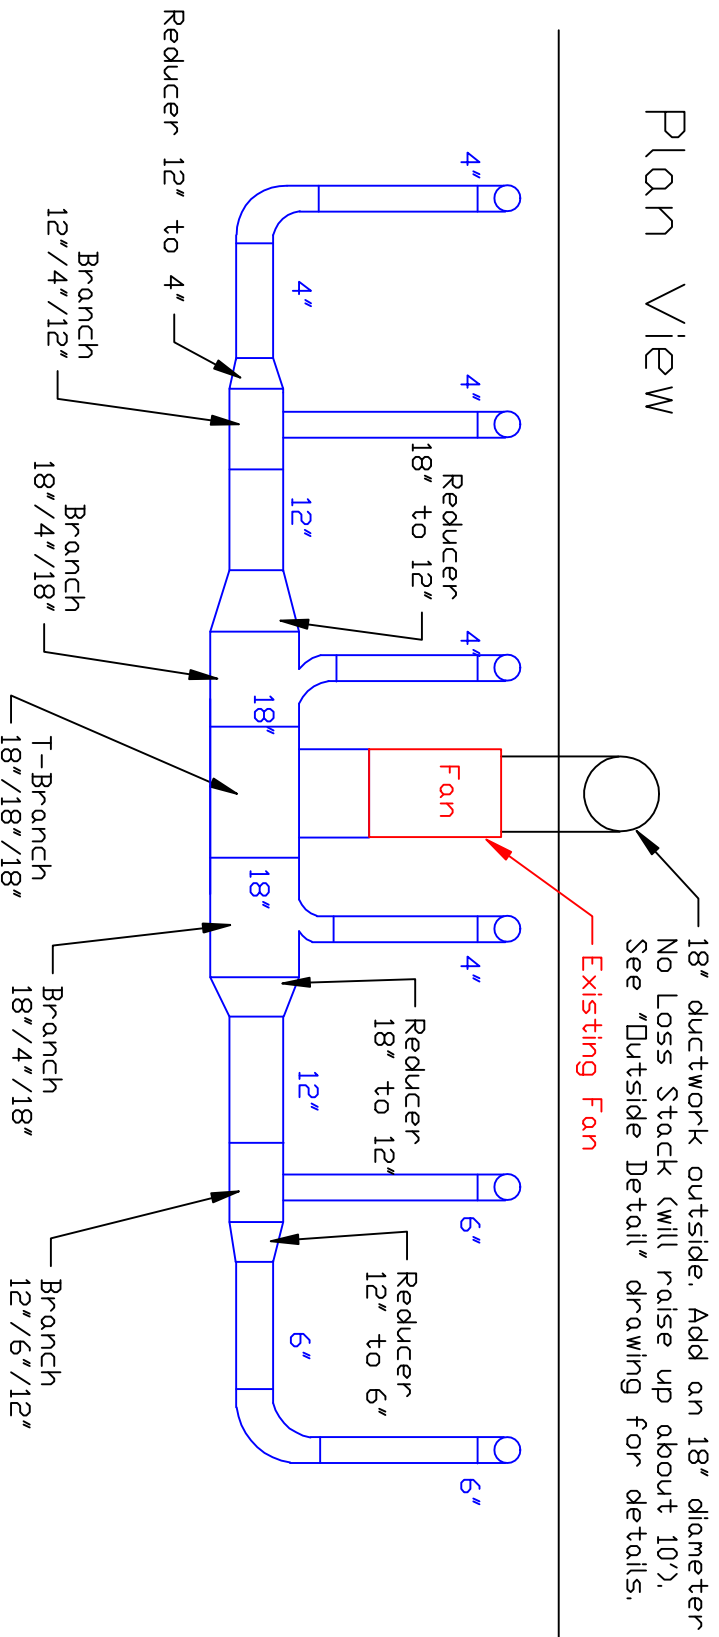 Plan View
18" ductwork outside. Add an 18" diameter
No Loss Stack (will raise up about 10').
See "Outside Detail" drawing for details.
Existing Fan
Fan
4"
4"
4"
4"
6"
6"
Reducer
18" to 12"
Reducer
18" to 12"
Reducer
12" to 6"
4"
12"
18"
18"
12"
6"
Reducer 12" to 4"
Branch
12"/4"/12"
Branch
18"/4"/18"
T-Branch
18"/18"/18"
Branch
18"/4"/18"
Branch
12"/6"/12"